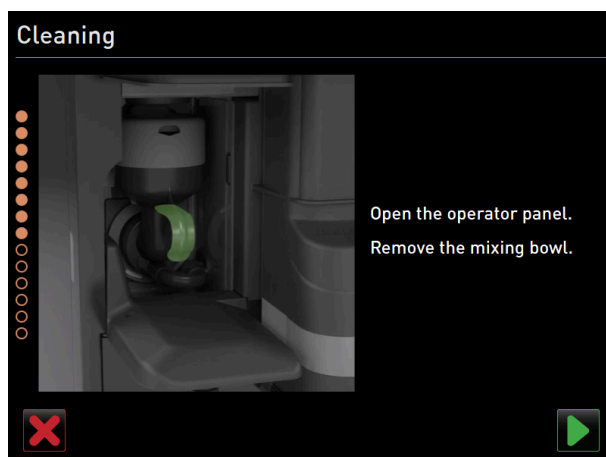 Cleaning
Open the operator panel.
Remove the mixing bowl.